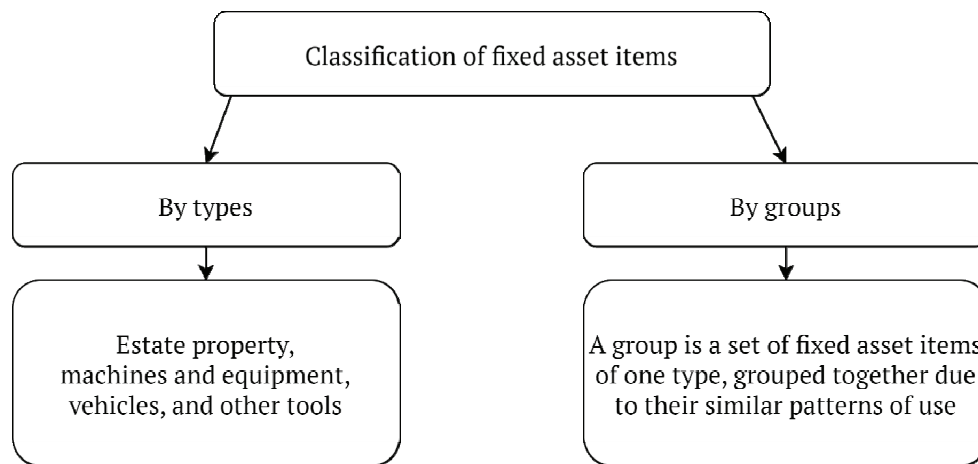 Classification of fixed asset items
By types
By groups
Estate property,
machines and equipment,
vehicles, and other tools
A group is a set of fixed asset items
of one type, grouped together due
to their similar patterns of use